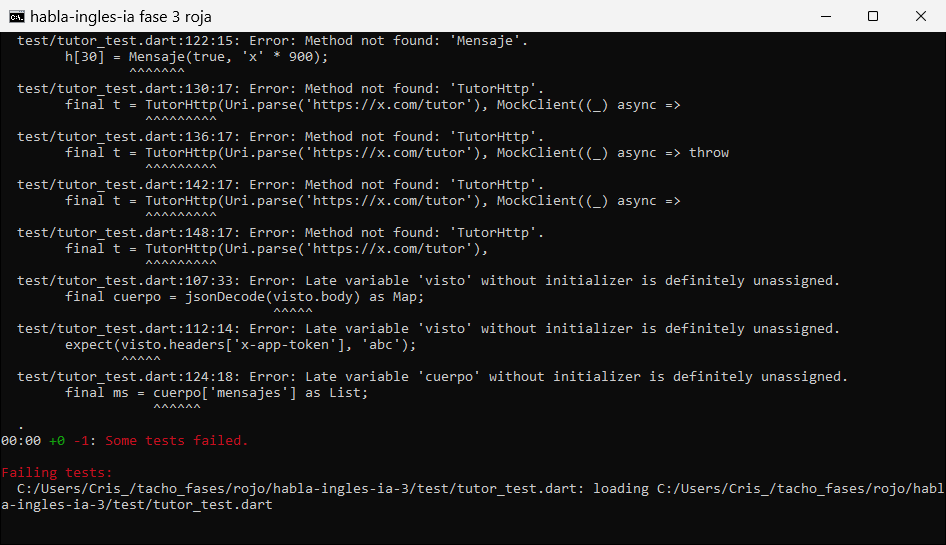 habla-ingles-ia fase 3 roja
test/tutor_test.dart:122:15: Error: Method not found: 'Mensaje'.
h[30] = Mensaje(true, 'x' * 900);
^^^^^^^
test/tutor_test.dart:130:17: Error: Method not found: 'TutorHttp'.
final t = TutorHttp(Uri.parse('https://x.com/tutor'), MockClient((_) async =>
^^^^^^^^^
test/tutor_test.dart:136:17: Error: Method not found: 'TutorHttp'.
final t = TutorHttp(Uri.parse('https://x.com/tutor'), MockClient((_) async => throw
^^^^^^^^^
test/tutor_test.dart:142:17: Error: Method not found: 'TutorHttp'.
final t = TutorHttp(Uri.parse('https://x.com/tutor'), MockClient((_) async =>
^^^^^^^^^
test/tutor_test.dart:148:17: Error: Method not found: 'TutorHttp'.
final t = TutorHttp(Uri.parse('https://x.com/tutor'),
^^^^^^^^^
test/tutor_test.dart:107:33: Error: Late variable 'visto' without initializer is definitely unassigned.
final cuerpo = jsonDecode(visto.body) as Map;
^^^^^
test/tutor_test.dart:112:14: Error: Late variable 'visto' without initializer is definitely unassigned.
expect(visto.headers['x-app-token'], 'abc');
^^^^^
test/tutor_test.dart:124:18: Error: Late variable 'cuerpo' without initializer is definitely unassigned.
final ms = cuerpo['mensajes'] as List;
^^^^^^
.
00:00 +0 -1: Some tests failed.
Failing tests:
C:/Users/Cris_/tacho_fases/rojo/habla-ingles-ia-3/test/tutor_test.dart: loading C:/Users/Cris_/tacho_fases/rojo/habl
a-ingles-ia-3/test/tutor_test.dart